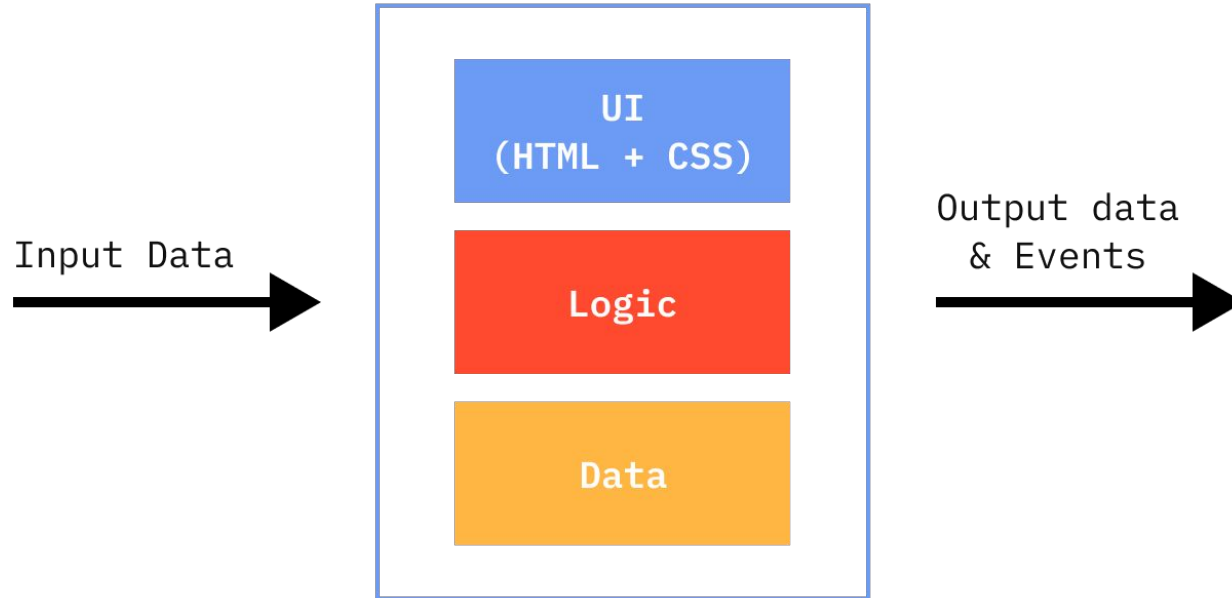 Input Data
UI
(HTML + CSS)
Logic
Data
Output data
& Events